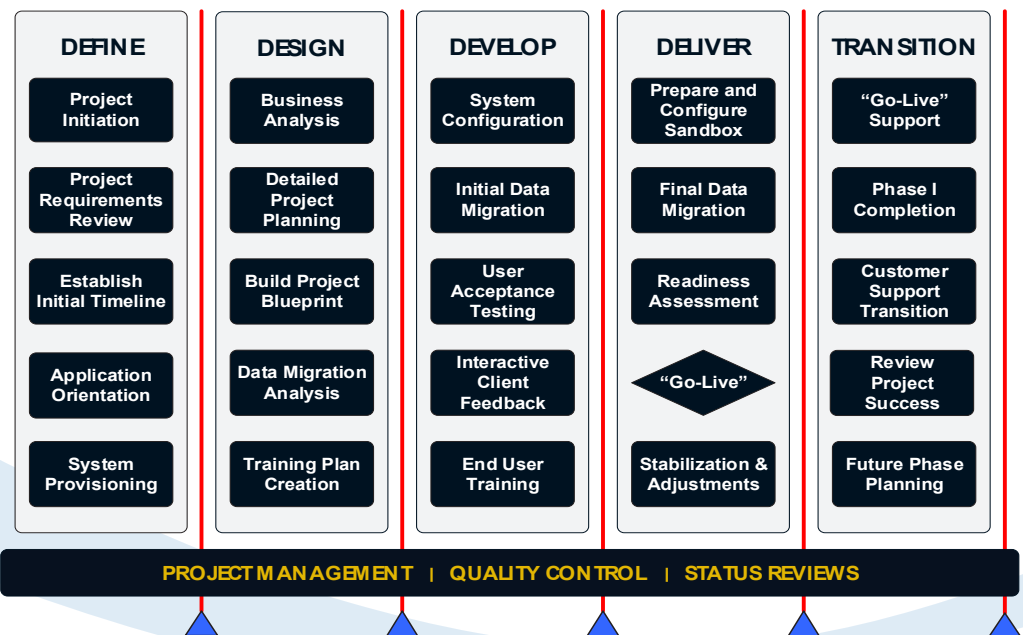 DEFINE
Project
Initiation
Project
Requirements
Review
Establish
Initial Timeline
Application
Orientation
System
Provisioning
DESIGN
Business
Analysis
Detailed
Project
Planning
Build Project
Blueprint
Data Migration
Analysis
Training Plan
Creation
DEVELOP
System
Configuration
Initial Data
Migration
User
Acceptance
Testing
Interactive
Client
Feedback
End User
Training
DELIVER
Prepare and
Configure
Sandbox
Final Data
Migration
Readiness
Assessment
“Go-Live”
Stabilization &
Adjustments
TRANSITION
“Go-Live”
Support
Phase I
Completion
Customer
Support
Transition
Review
Project
Success
Future Phase
Planning
PROJECT MANAGEMENT | QUALITY CONTROL | STATUS REVIEWS